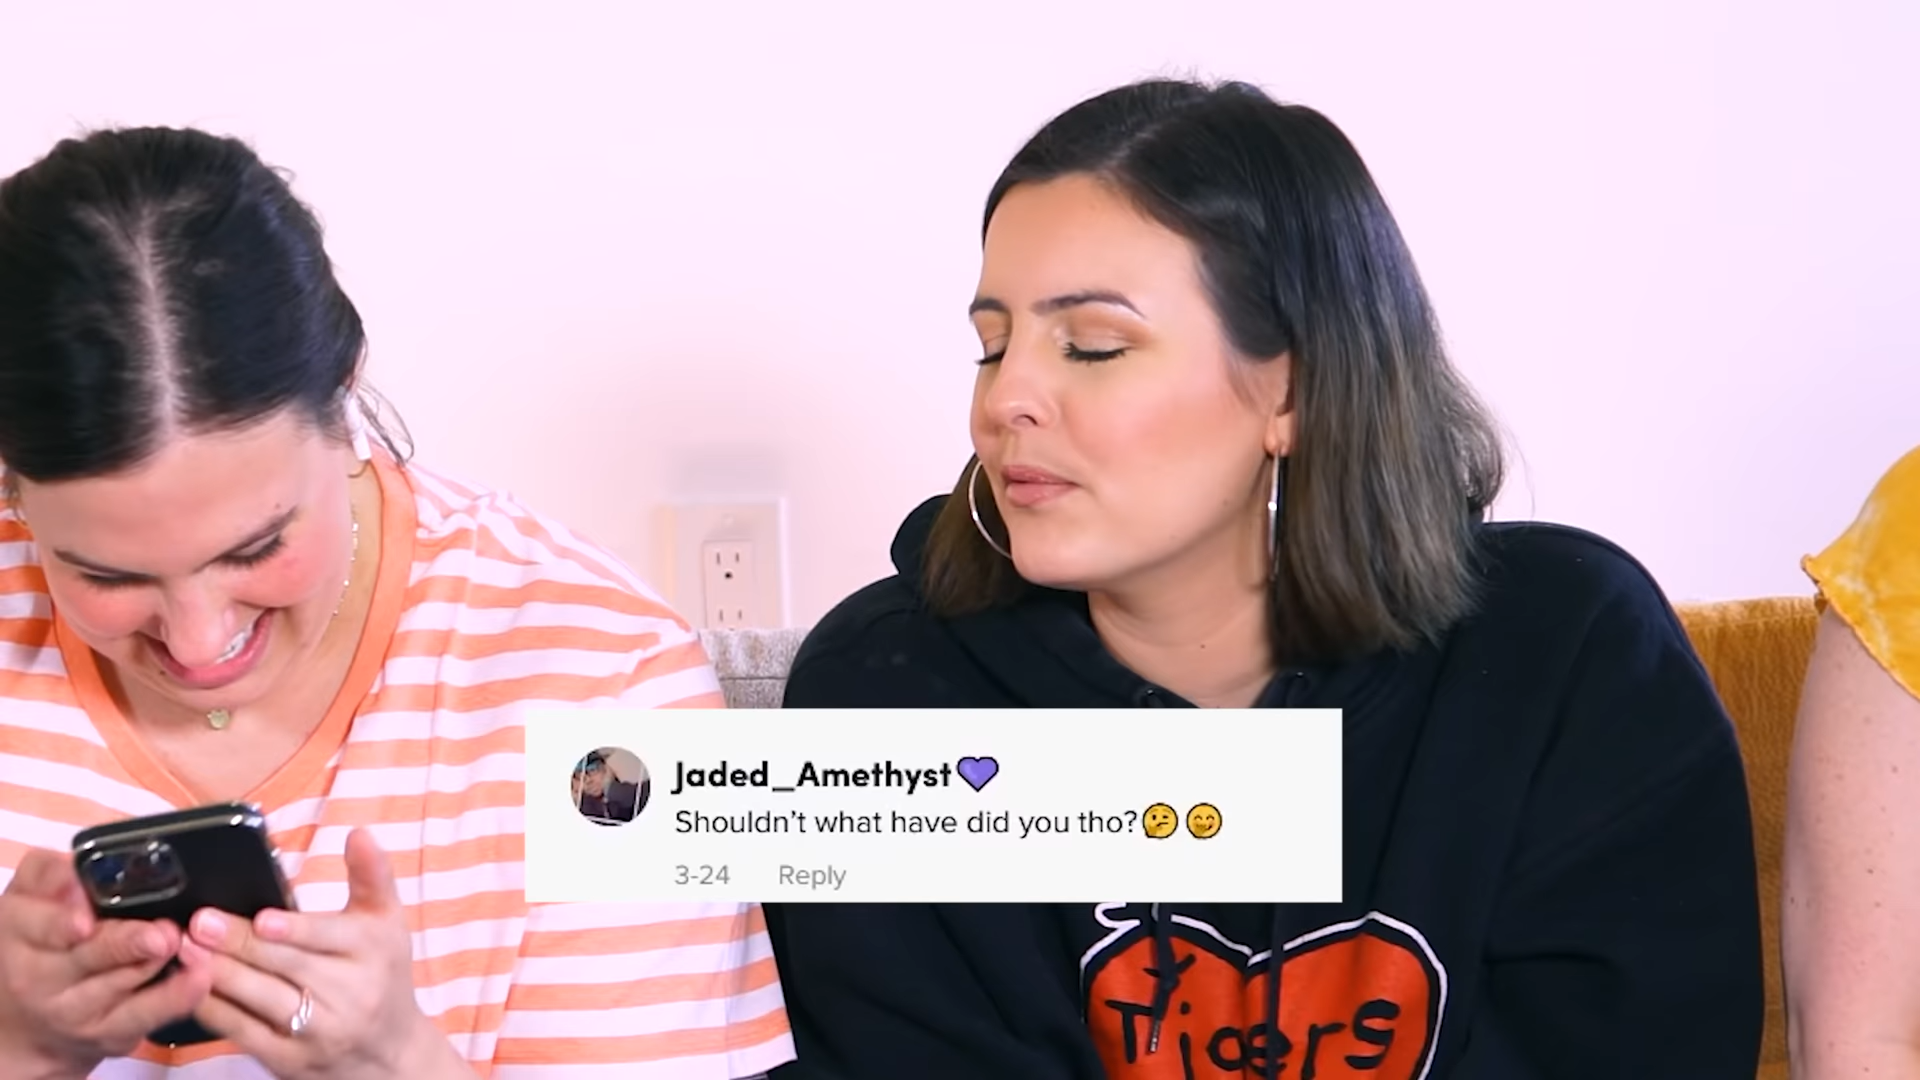 Jaded_Amethyst💜
Shouldn't what have did you tho?🤔😋
3-24 Reply
Tigers